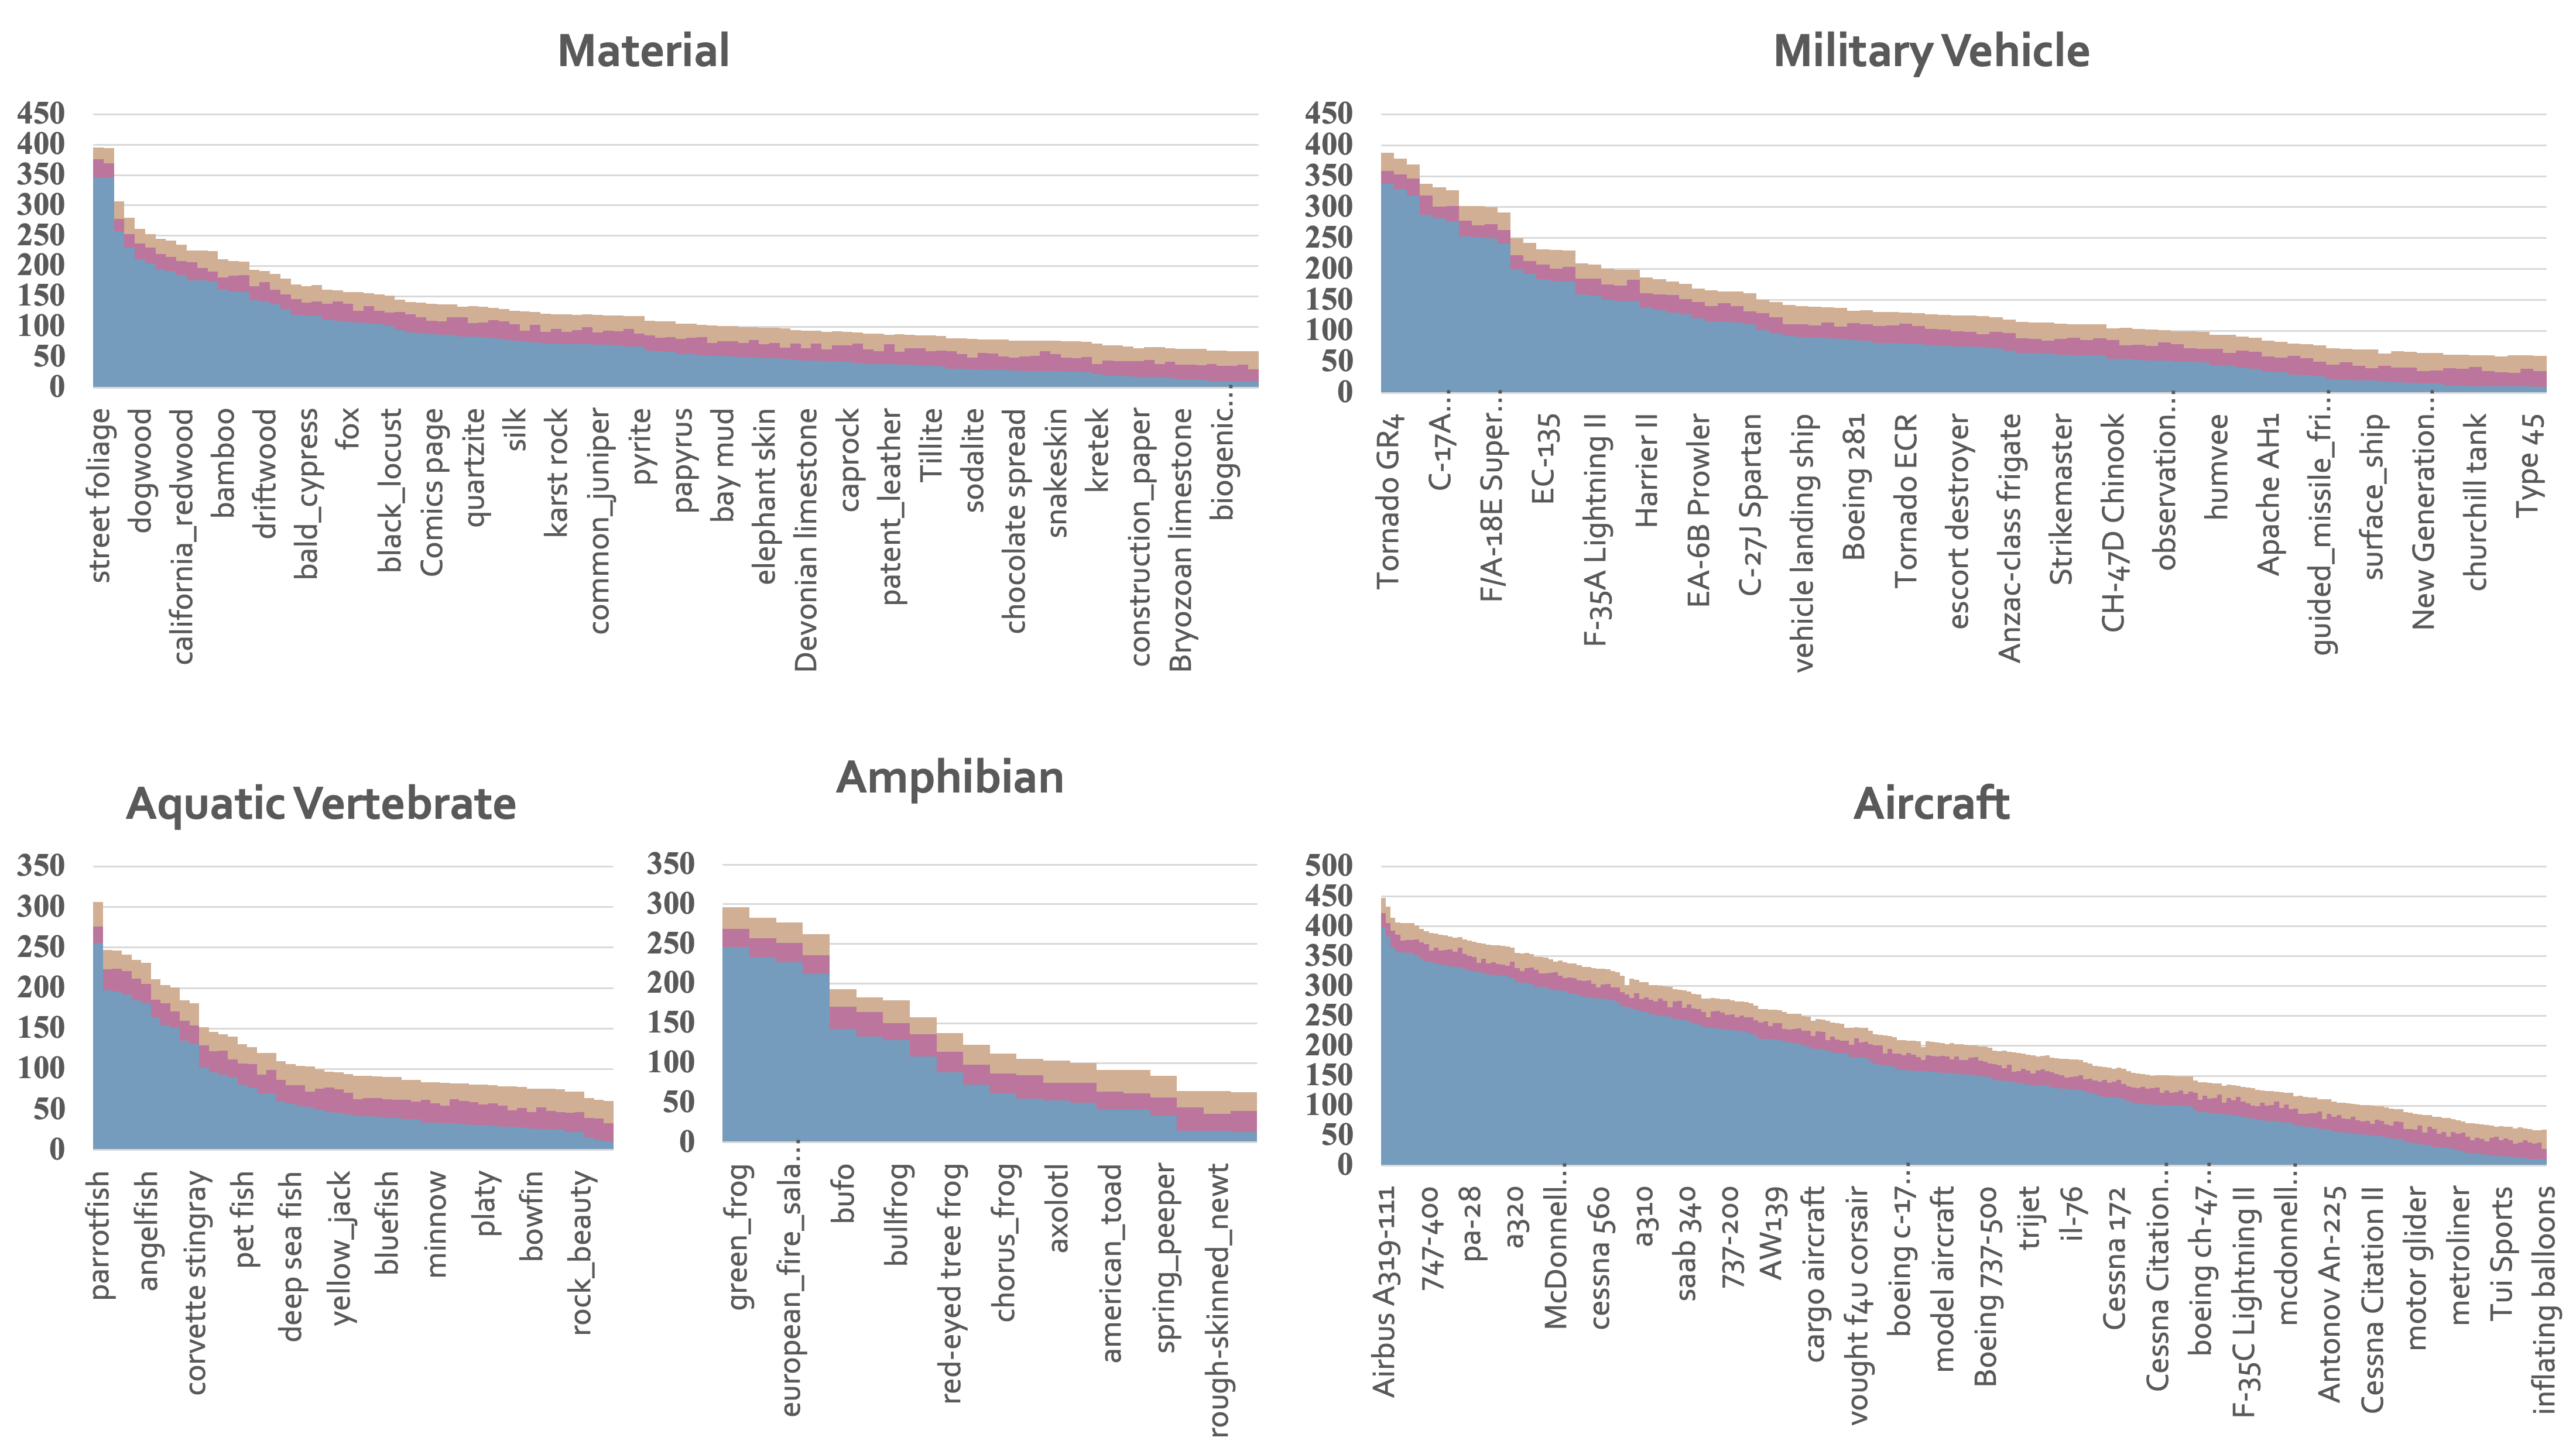 Material
450
400
350
300
250
200
150
100
50
0
street foliage
dogwood
california_redwood
bamboo
driftwood
bald_cypress
fox
black_locust
Comics page
quartzite
silk
karst rock
common_juniper
pyrite
papyrus
bay mud
elephant skin
Devonian limestone
caprock
patent_leather
Tillite
sodalite
chocolate spread
snakeskin
kretek
construction_paper
Bryozoan limestone
biogenic...
Military Vehicle
450
400
350
300
250
200
150
100
50
0
Tornado GR4
C-17A...
F/A-18E Super...
EC-135
F-35A Lightning II
Harrier II
EA-6B Prowler
C-27J Spartan
vehicle landing ship
Boeing 281
Tornado ECR
escort destroyer
Anzac-class frigate
Strikemaster
CH-47D Chinook
observation...
humvee
Apache AH1
guided_missile_fri...
surface_ship
New Generation...
churchill tank
Type 45
Aquatic Vertebrate
350
300
250
200
150
100
50
0
parrotfish
angelfish
corvette stingray
pet fish
deep sea fish
yellow_jack
bluefish
minnow
platy
bowfin
rock_beauty
Amphibian
350
300
250
200
150
100
50
0
green_frog
european_fire_sala...
bufo
bullfrog
red-eyed tree frog
chorus_frog
axolotl
american_toad
spring_peeper
rough-skinned_newt
Aircraft
500
450
400
350
300
250
200
150
100
50
0
Airbus A319-111
747-400
pa-28
a320
McDonnell...
cessna 560
a310
saab 340
737-200
AW139
cargo aircraft
vought f4u corsair
boeing c-17...
model aircraft
Boeing 737-500
trijet
il-76
Cessna 172
Cessna Citation...
boeing ch-47...
F-35C Lightning II
mcdonnell...
Antonov An-225
Cessna Citation II
motor glider
metroliner
Tui Sports
inflating balloons